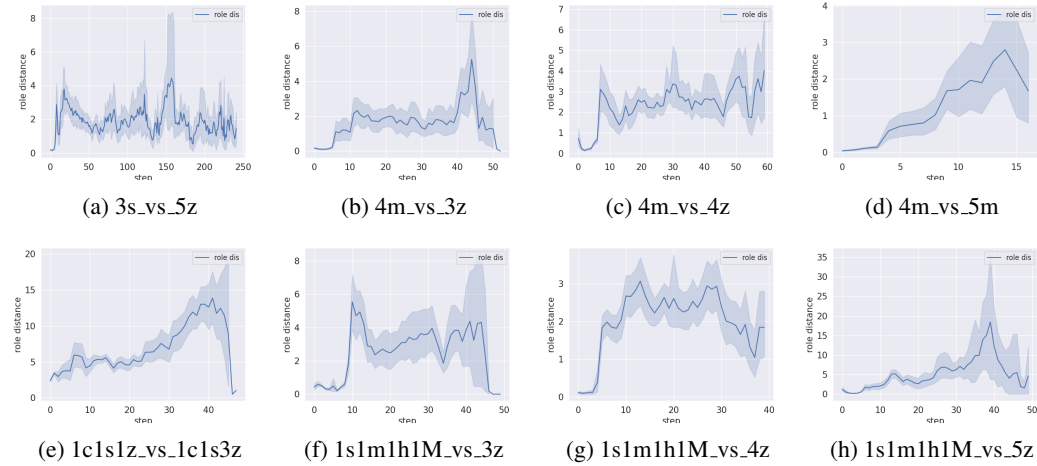 role dis
role distance
8
6
4
2
0
0 50 100 150 200 250
step
(a) 3s_vs_5z
role dis
role distance
8
6
4
2
0
0 10 20 30 40 50
step
(b) 4m_vs_3z
role dis
role distance
7
6
5
4
3
2
1
0
0 10 20 30 40 50 60
step
(c) 4m_vs_4z
role dis
role distance
4
3
2
1
0
0 5 10 15
step
(d) 4m_vs_5m
role dis
role distance
20
15
10
5
0
0 10 20 30 40
step
(e) 1c1s1z_vs_1c1s3z
role dis
role distance
8
6
4
2
0
0 10 20 30 40 50
step
(f) 1s1m1h1M_vs_3z
role dis
role distance
3
2
1
0
0 10 20 30 40
step
(g) 1s1m1h1M_vs_4z
role dis
role distance
35
30
25
20
15
10
5
0
0 10 20 30 40 50
step
(h) 1s1m1h1M_vs_5z